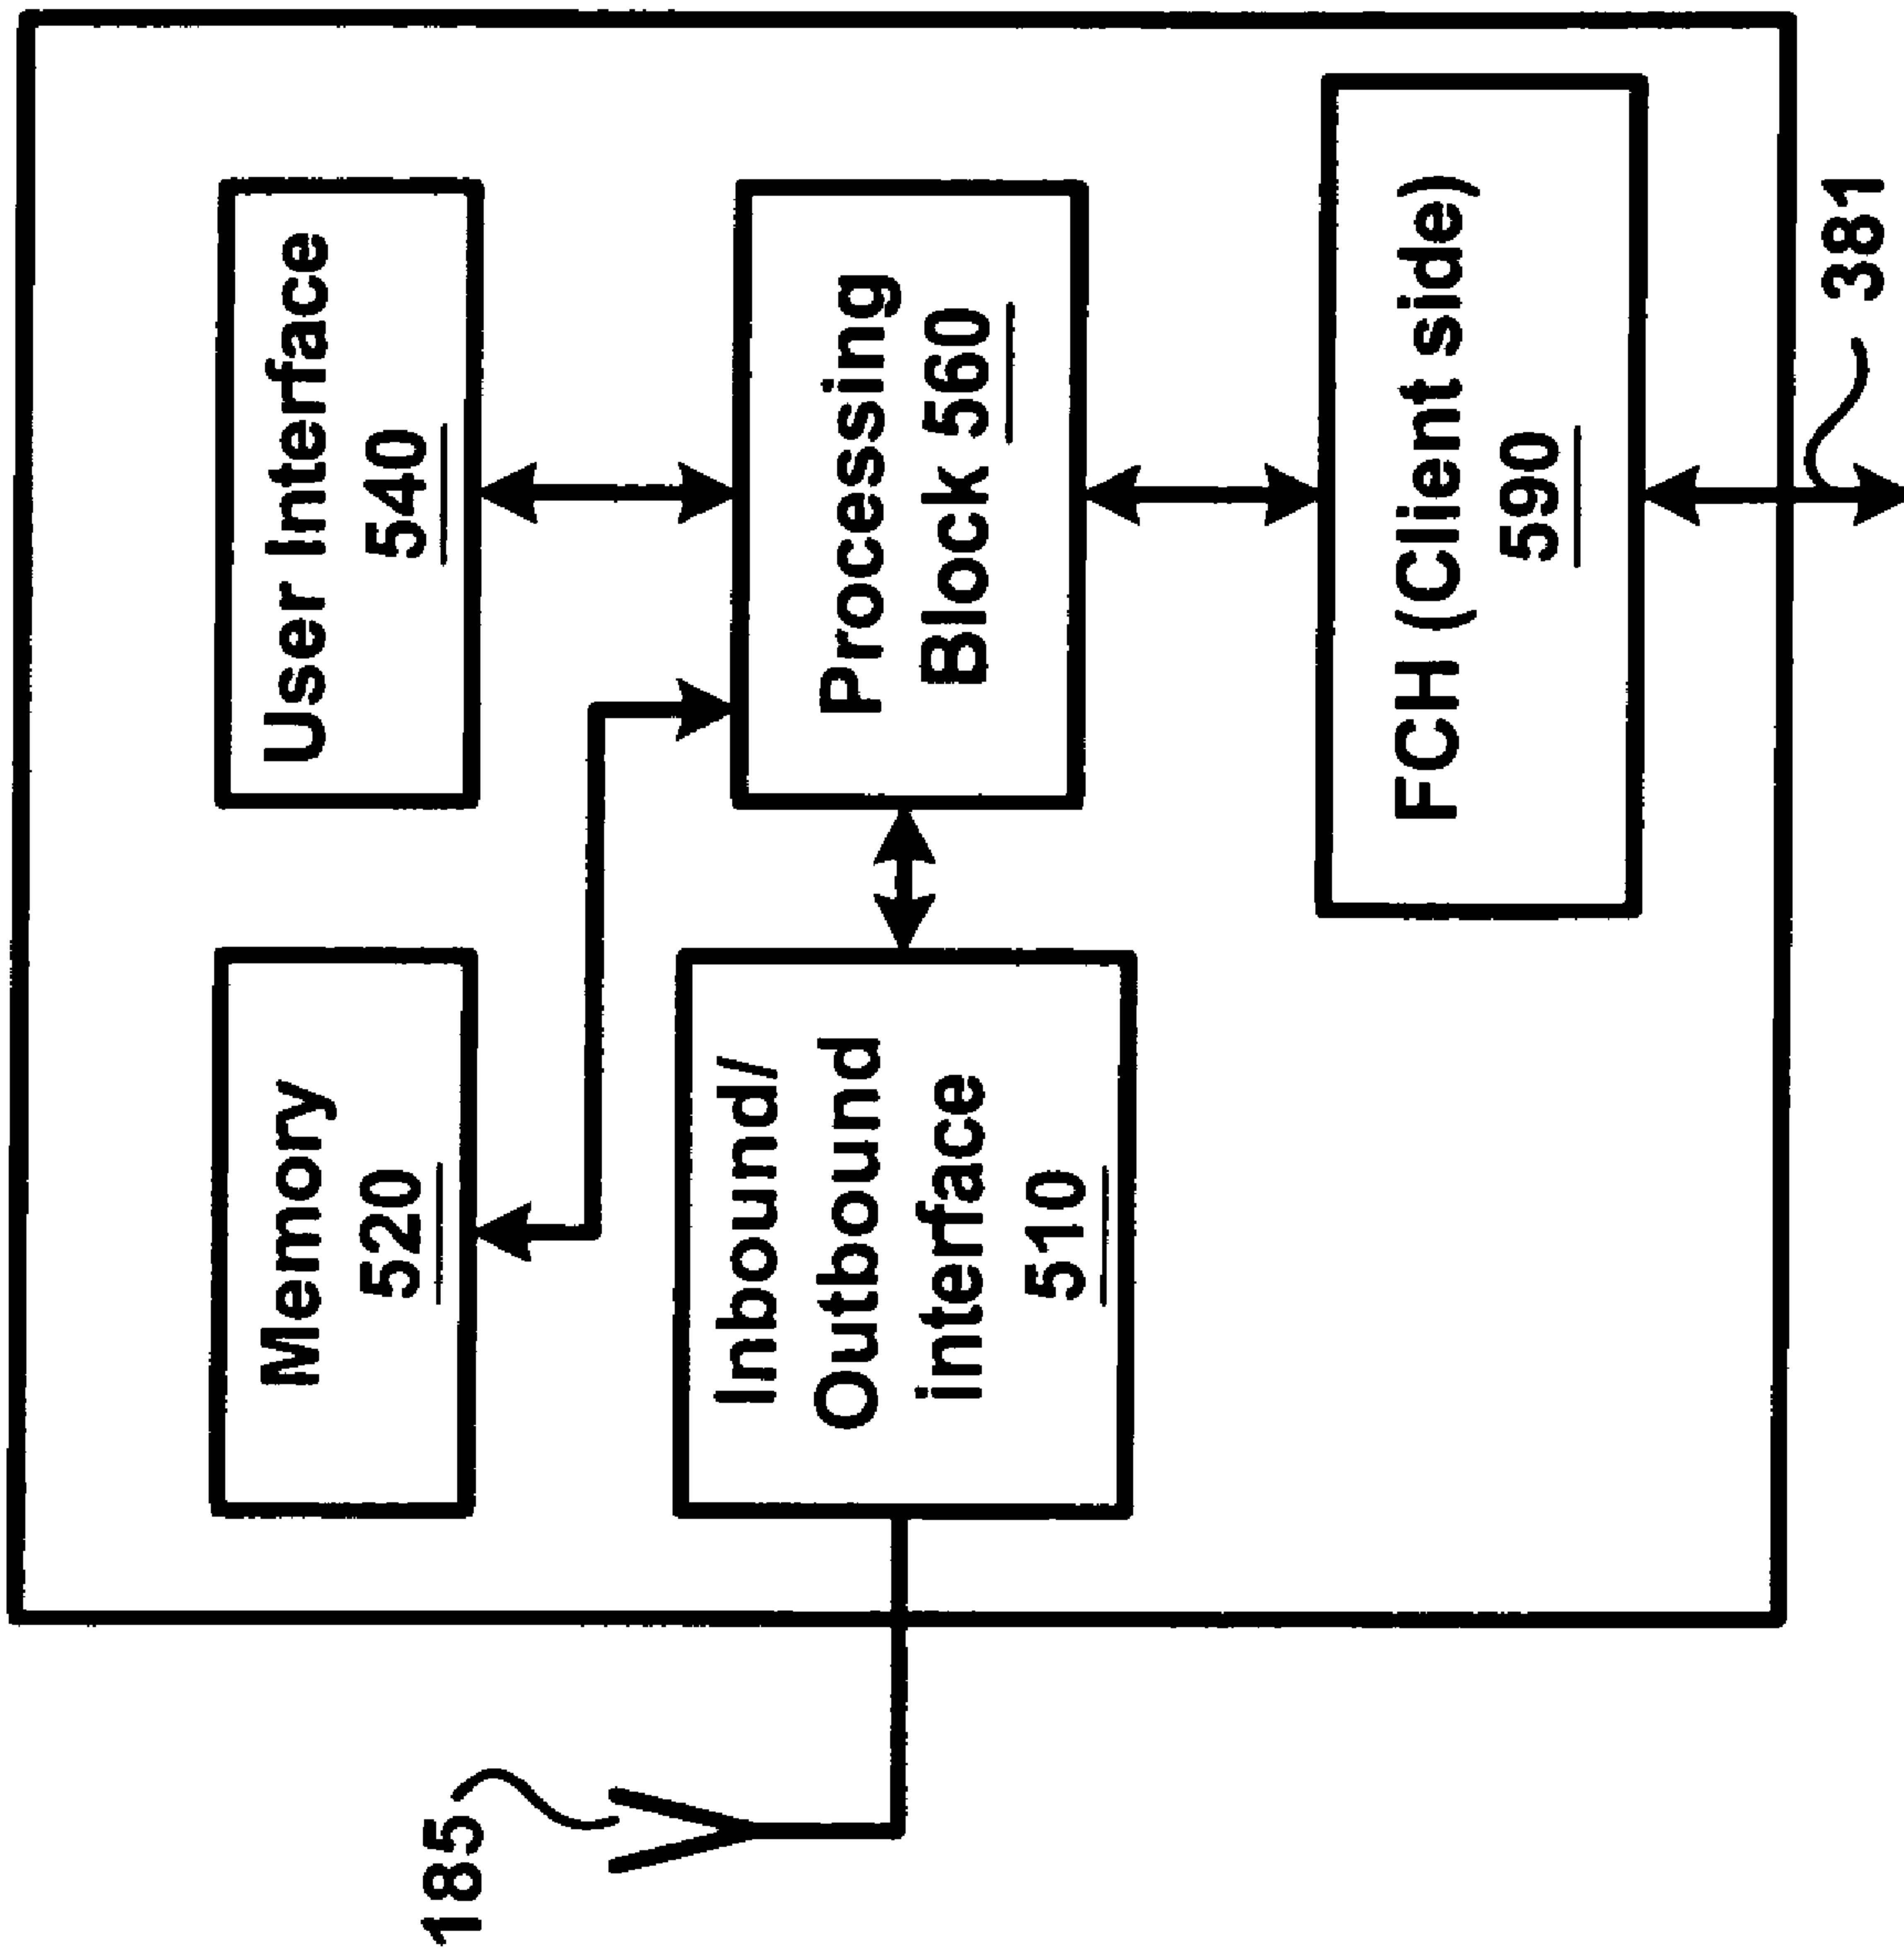 185
Memory
520
User Interface
540
Inbound/
Outbound
interface
510
Processing
Block 560
FCH (Client side)
590
381